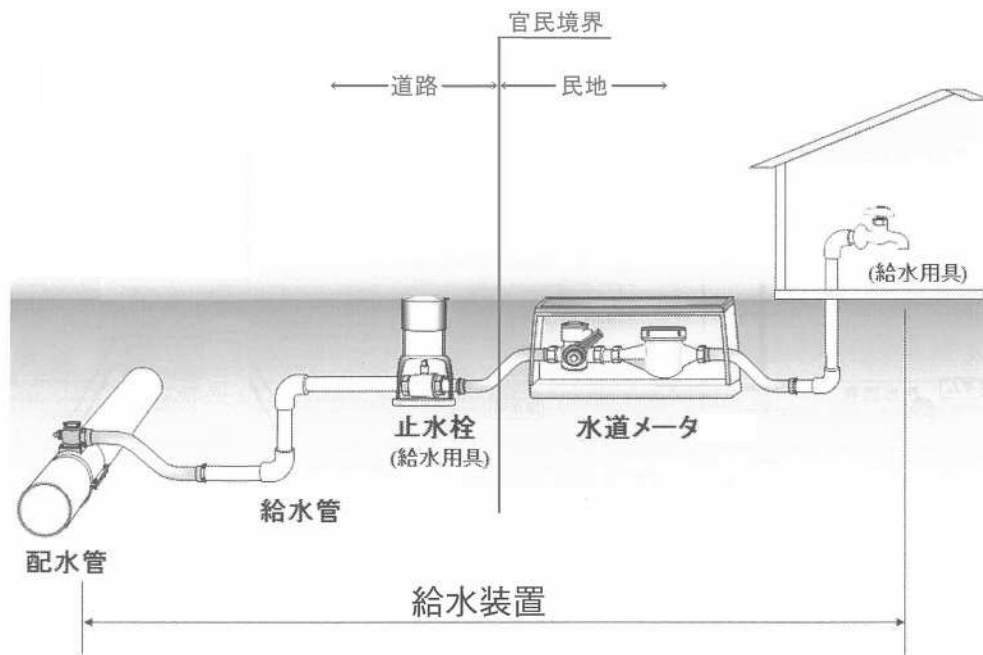 官民境界
道路
民地
(給水用具)
止水栓
(給水用具)
水道メータ
給水管
配水管
給水装置